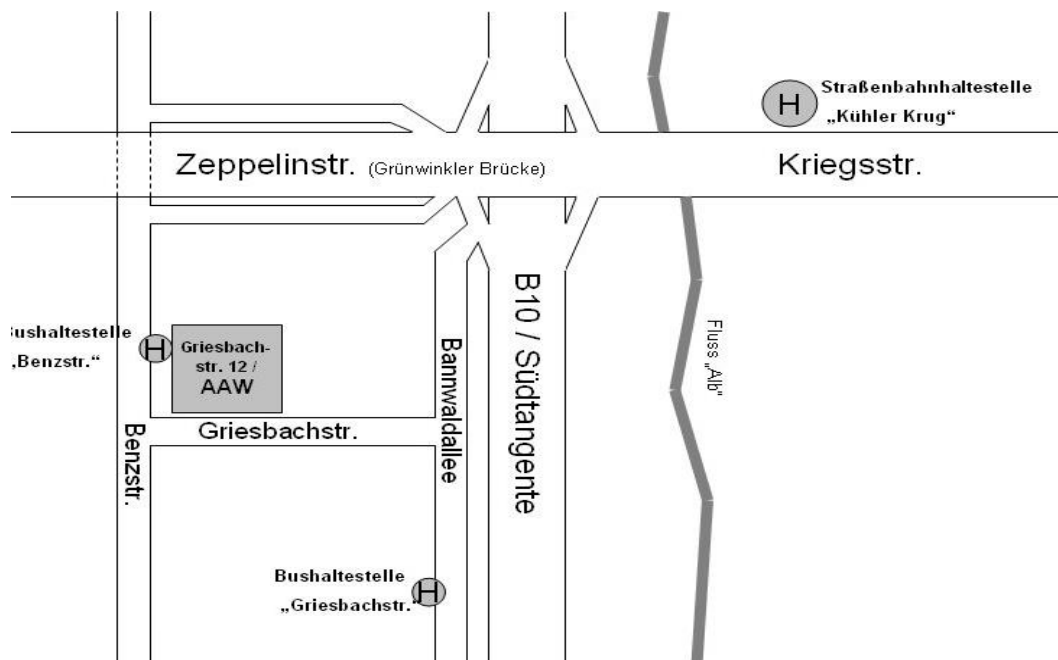 Straßenbahnhaltestelle
H
„Kühler Krug“
Zeppelinstr. (Grünwinkler Brücke)
Kriegsstr.
B10 / Südtangente
Fluss „Alb“
ushaltestelle
„Benzstr.“
H
Griesbach-
str. 12 /
AAW
Bannwaldallee
Griesbachstr.
Benzstr.
Bushaltestelle
„Griesbachstr.“
H